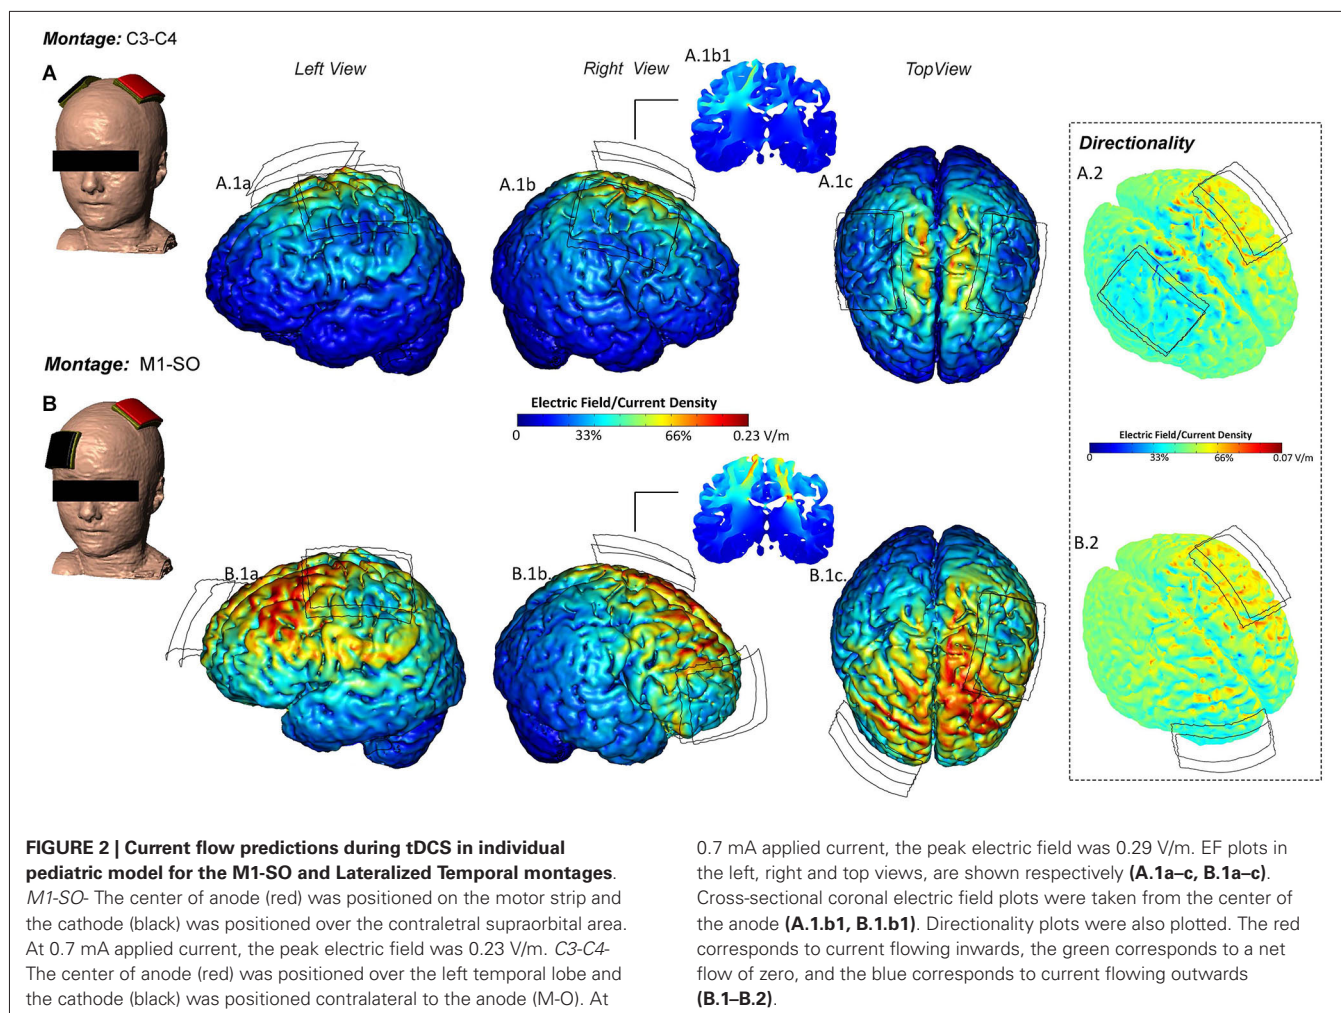 Montage: C3-C4
A
Left View
Right View
A.1b1
TopView
A.1a
A.1b
A.1c
Directionality
A.2
Montage: M1-SO
B
Electric Field/Current Density
0 33% 66% 0.23 V/m
Electric Field/Current Density
0 33% 66% 0.07 V/m
B.1a.
B.1b.
B.1c.
B.2
FIGURE 2 | Current flow predictions during tDCS in individual
pediatric model for the M1-SO and Lateralized Temporal montages.
M1-SO- The center of anode (red) was positioned on the motor strip and
the cathode (black) was positioned over the contraletral supraorbital area.
At 0.7 mA applied current, the peak electric field was 0.23 V/m. C3-C4-
The center of anode (red) was positioned over the left temporal lobe and
the cathode (black) was positioned contralateral to the anode (M-O). At
0.7 mA applied current, the peak electric field was 0.29 V/m. EF plots in
the left, right and top views, are shown respectively (A.1a–c, B.1a–c).
Cross-sectional coronal electric field plots were taken from the center of
the anode (A.1.b1, B.1.b1). Directionality plots were also plotted. The red
corresponds to current flowing inwards, the green corresponds to a net
flow of zero, and the blue corresponds to current flowing outwards
(B.1–B.2).